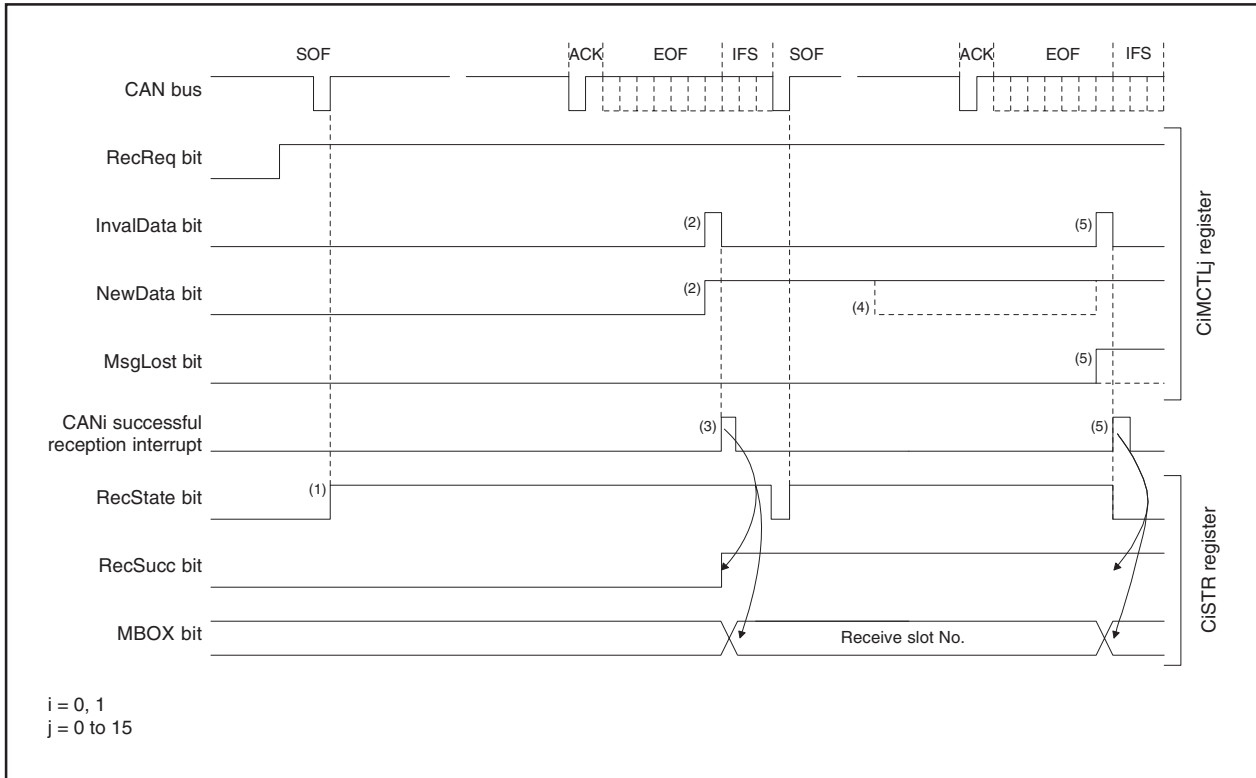 SOF ACK EOF IFS SOF ACK EOF IFS
CAN bus
RecReq bit
InvalData bit (2) (5)
NewData bit (2) (4)
MsgLost bit (5)
CiMCTLj register
CANi successful
reception interrupt (3) (5)
RecState bit (1)
RecSucc bit
MBOX bit Receive slot No.
CiSTR register
i = 0, 1
j = 0 to 15